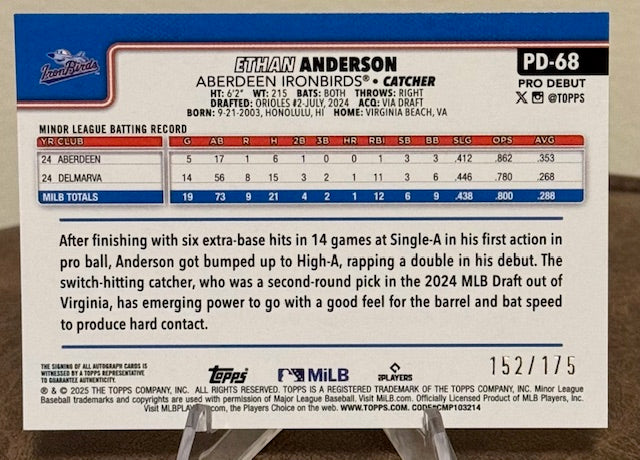 IronBirds
ETHAN ANDERSON
ABERDEEN IRONBIRDS® • CATCHER
HT: 6'2" WT: 215 BATS: BOTH THROWS: RIGHT
DRAFTED: ORIOLES #2-JULY, 2024 ACQ: VIA DRAFT
BORN: 9-21-2003, HONOLULU, HI HOME: VIRGINIA BEACH, VA
PD-68
PRO DEBUT
X @TOPPS
MINOR LEAGUE BATTING RECORD
YR CLUB G AB R H 2B 3B HR RBI SB BB SLG OPS AVG
24 ABERDEEN 5 17 1 6 1 0 0 1 3 3 .412 .862 .353
24 DELMARVA 14 56 8 15 3 2 1 11 3 6 .446 .780 .268
MILB TOTALS 19 73 9 21 4 2 1 12 6 9 .438 .800 .288
After finishing with six extra-base hits in 14 games at Single-A in his first action in
pro ball, Anderson got bumped up to High-A, rapping a double in his debut. The
switch-hitting catcher, who was a second-round pick in the 2024 MLB Draft out of
Virginia, has emerging power to go with a good feel for the barrel and bat speed
to produce hard contact.
THE SIGNING OF ALL AUTOGRAPH CARDS IS
WITNESSED BY A TOPPS REPRESENTATIVE
TO GUARANTEE AUTHENTICITY.
Topps
MiLB
PLAYERS
152/175
® & © 2025 THE TOPPS COMPANY, INC. ALL RIGHTS RESERVED. TOPPS IS A REGISTERED TRADEMARK OF THE TOPPS COMPANY, INC. Minor League
Baseball trademarks and copyrights are used with permission of Major League Baseball. Visit MiLB.com. Officially Licensed Product of MLB Players, Inc.
Visit MLBPLAY .com, the Players Choice on the web. WWW.TOPPS.COM. CODE#CMP103214